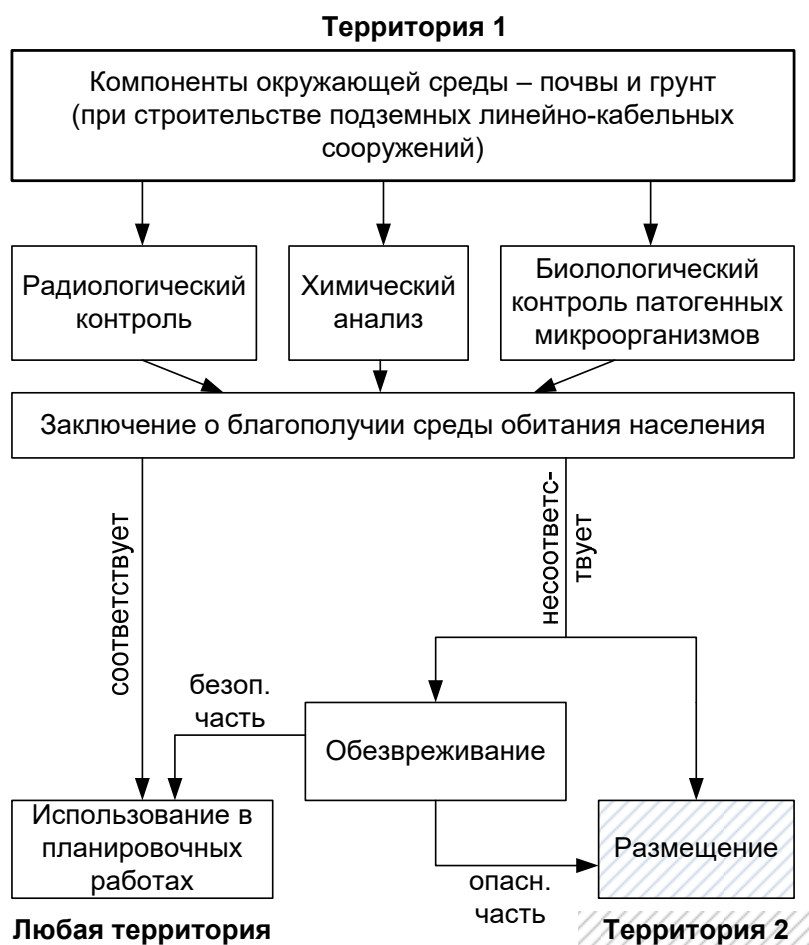 Территория 1
Компоненты окружающей среды – почвы и грунт
(при строительстве подземных линейно-кабельных
сооружений)
Радиологический
контроль
Химический
анализ
Биолологический
контроль патогенных
микроорганизмов
Заключение о благополучии среды обитания населения
соответствует
несоответс-
твует
безоп.
часть
Обезвреживание
Использование в
планировочных
работах
опасн.
часть
Размещение
Любая территория
Территория 2